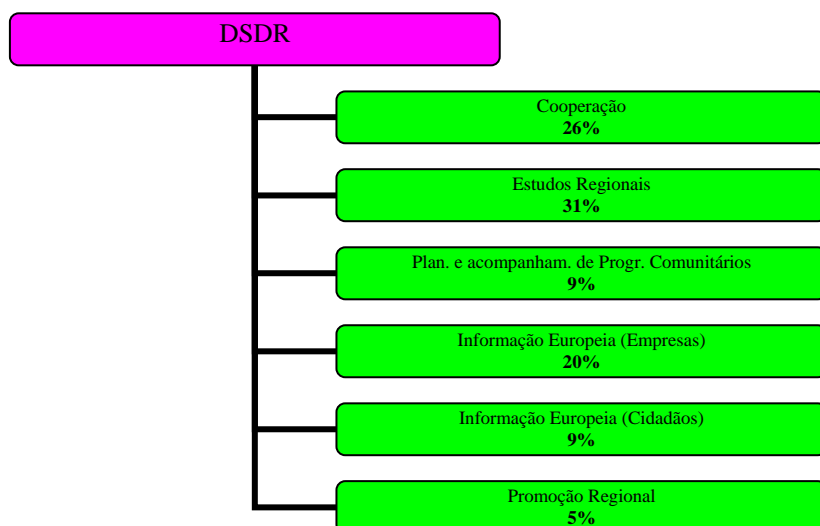 DSDR
Cooperação
26%
Estudos Regionais
31%
Plan. e acompanham. de Progr. Comunitários
9%
Informação Europeia (Empresas)
20%
Informação Europeia (Cidadãos)
9%
Promoção Regional
5%